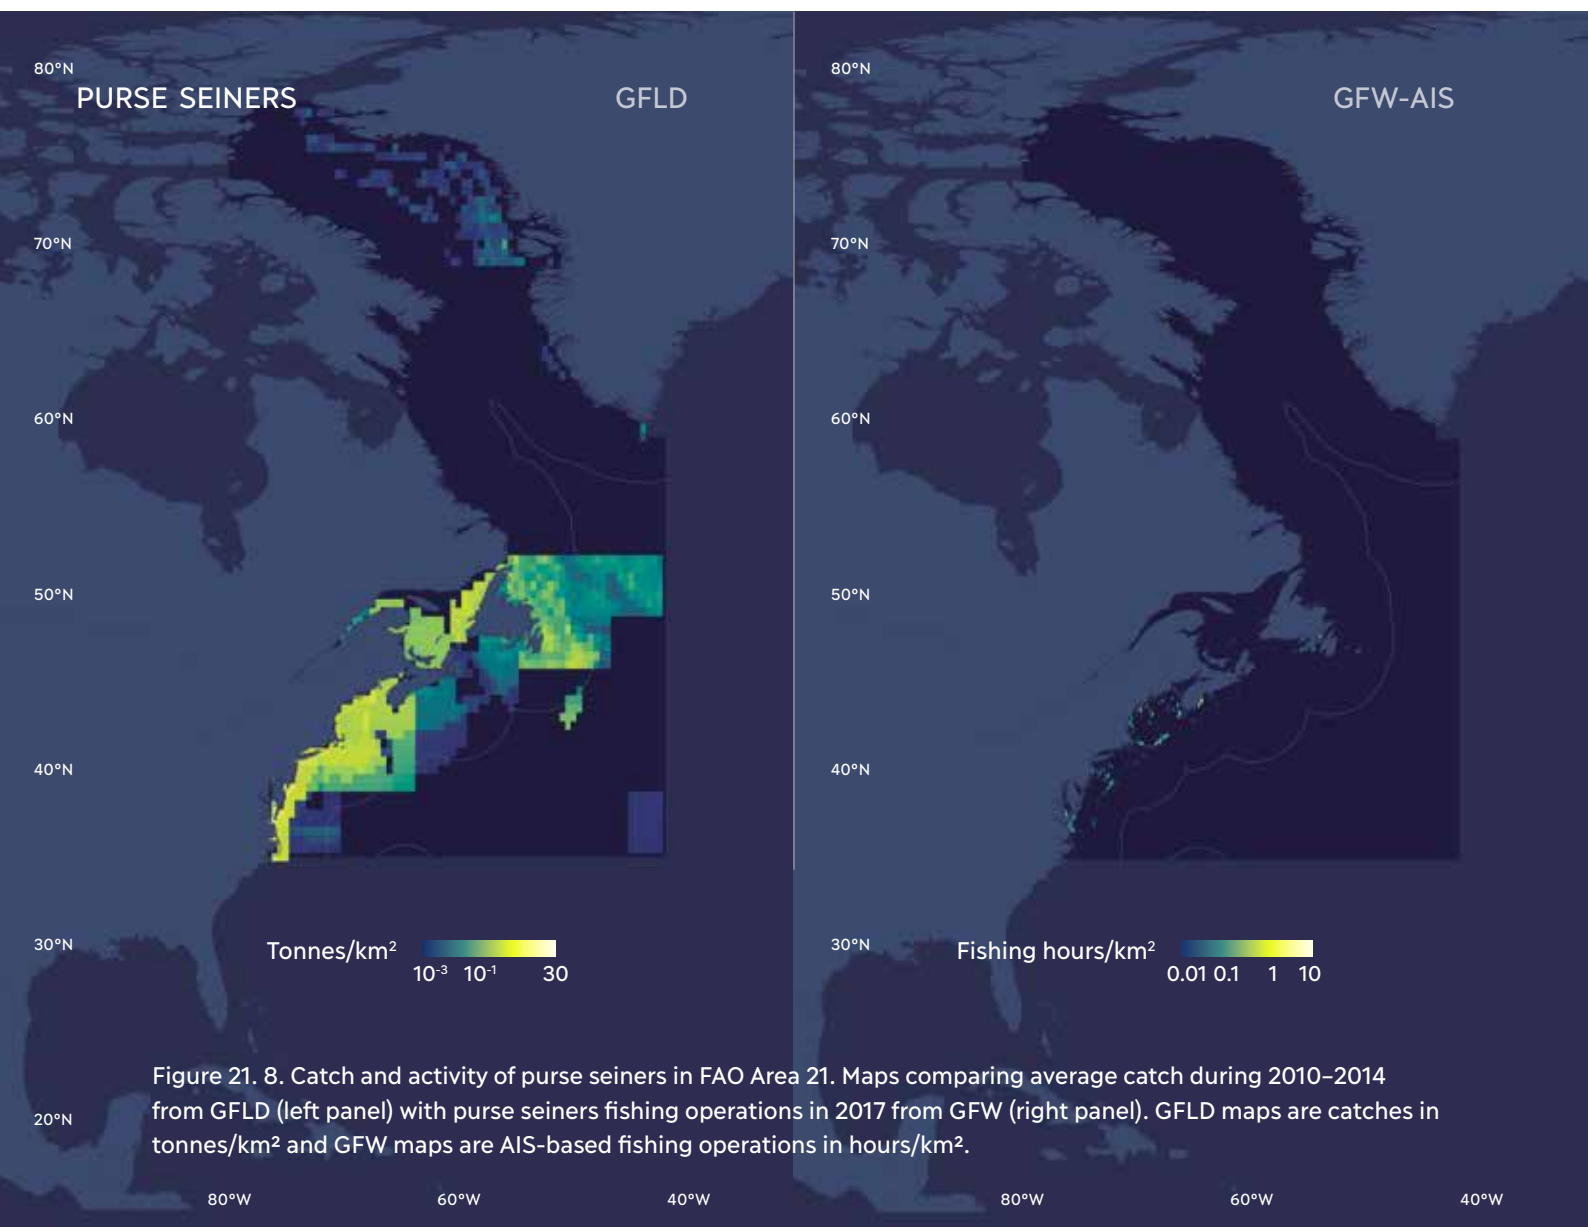 80°N
80°N
PURSE SEINERS
GFLD
GFW-AIS
70°N
70°N
60°N
60°N
50°N
50°N
40°N
40°N
30°N
30°N
Tonnes/km²
10⁻³ 10⁻¹ 30
Fishing hours/km²
0.01 0.1 1 10
Figure 21. 8. Catch and activity of purse seiners in FAO Area 21. Maps comparing average catch during 2010–2014
from GFLD (left panel) with purse seiners fishing operations in 2017 from GFW (right panel). GFLD maps are catches in
tonnes/km² and GFW maps are AIS-based fishing operations in hours/km².
20°N
80°W 60°W 40°W
80°W 60°W 40°W